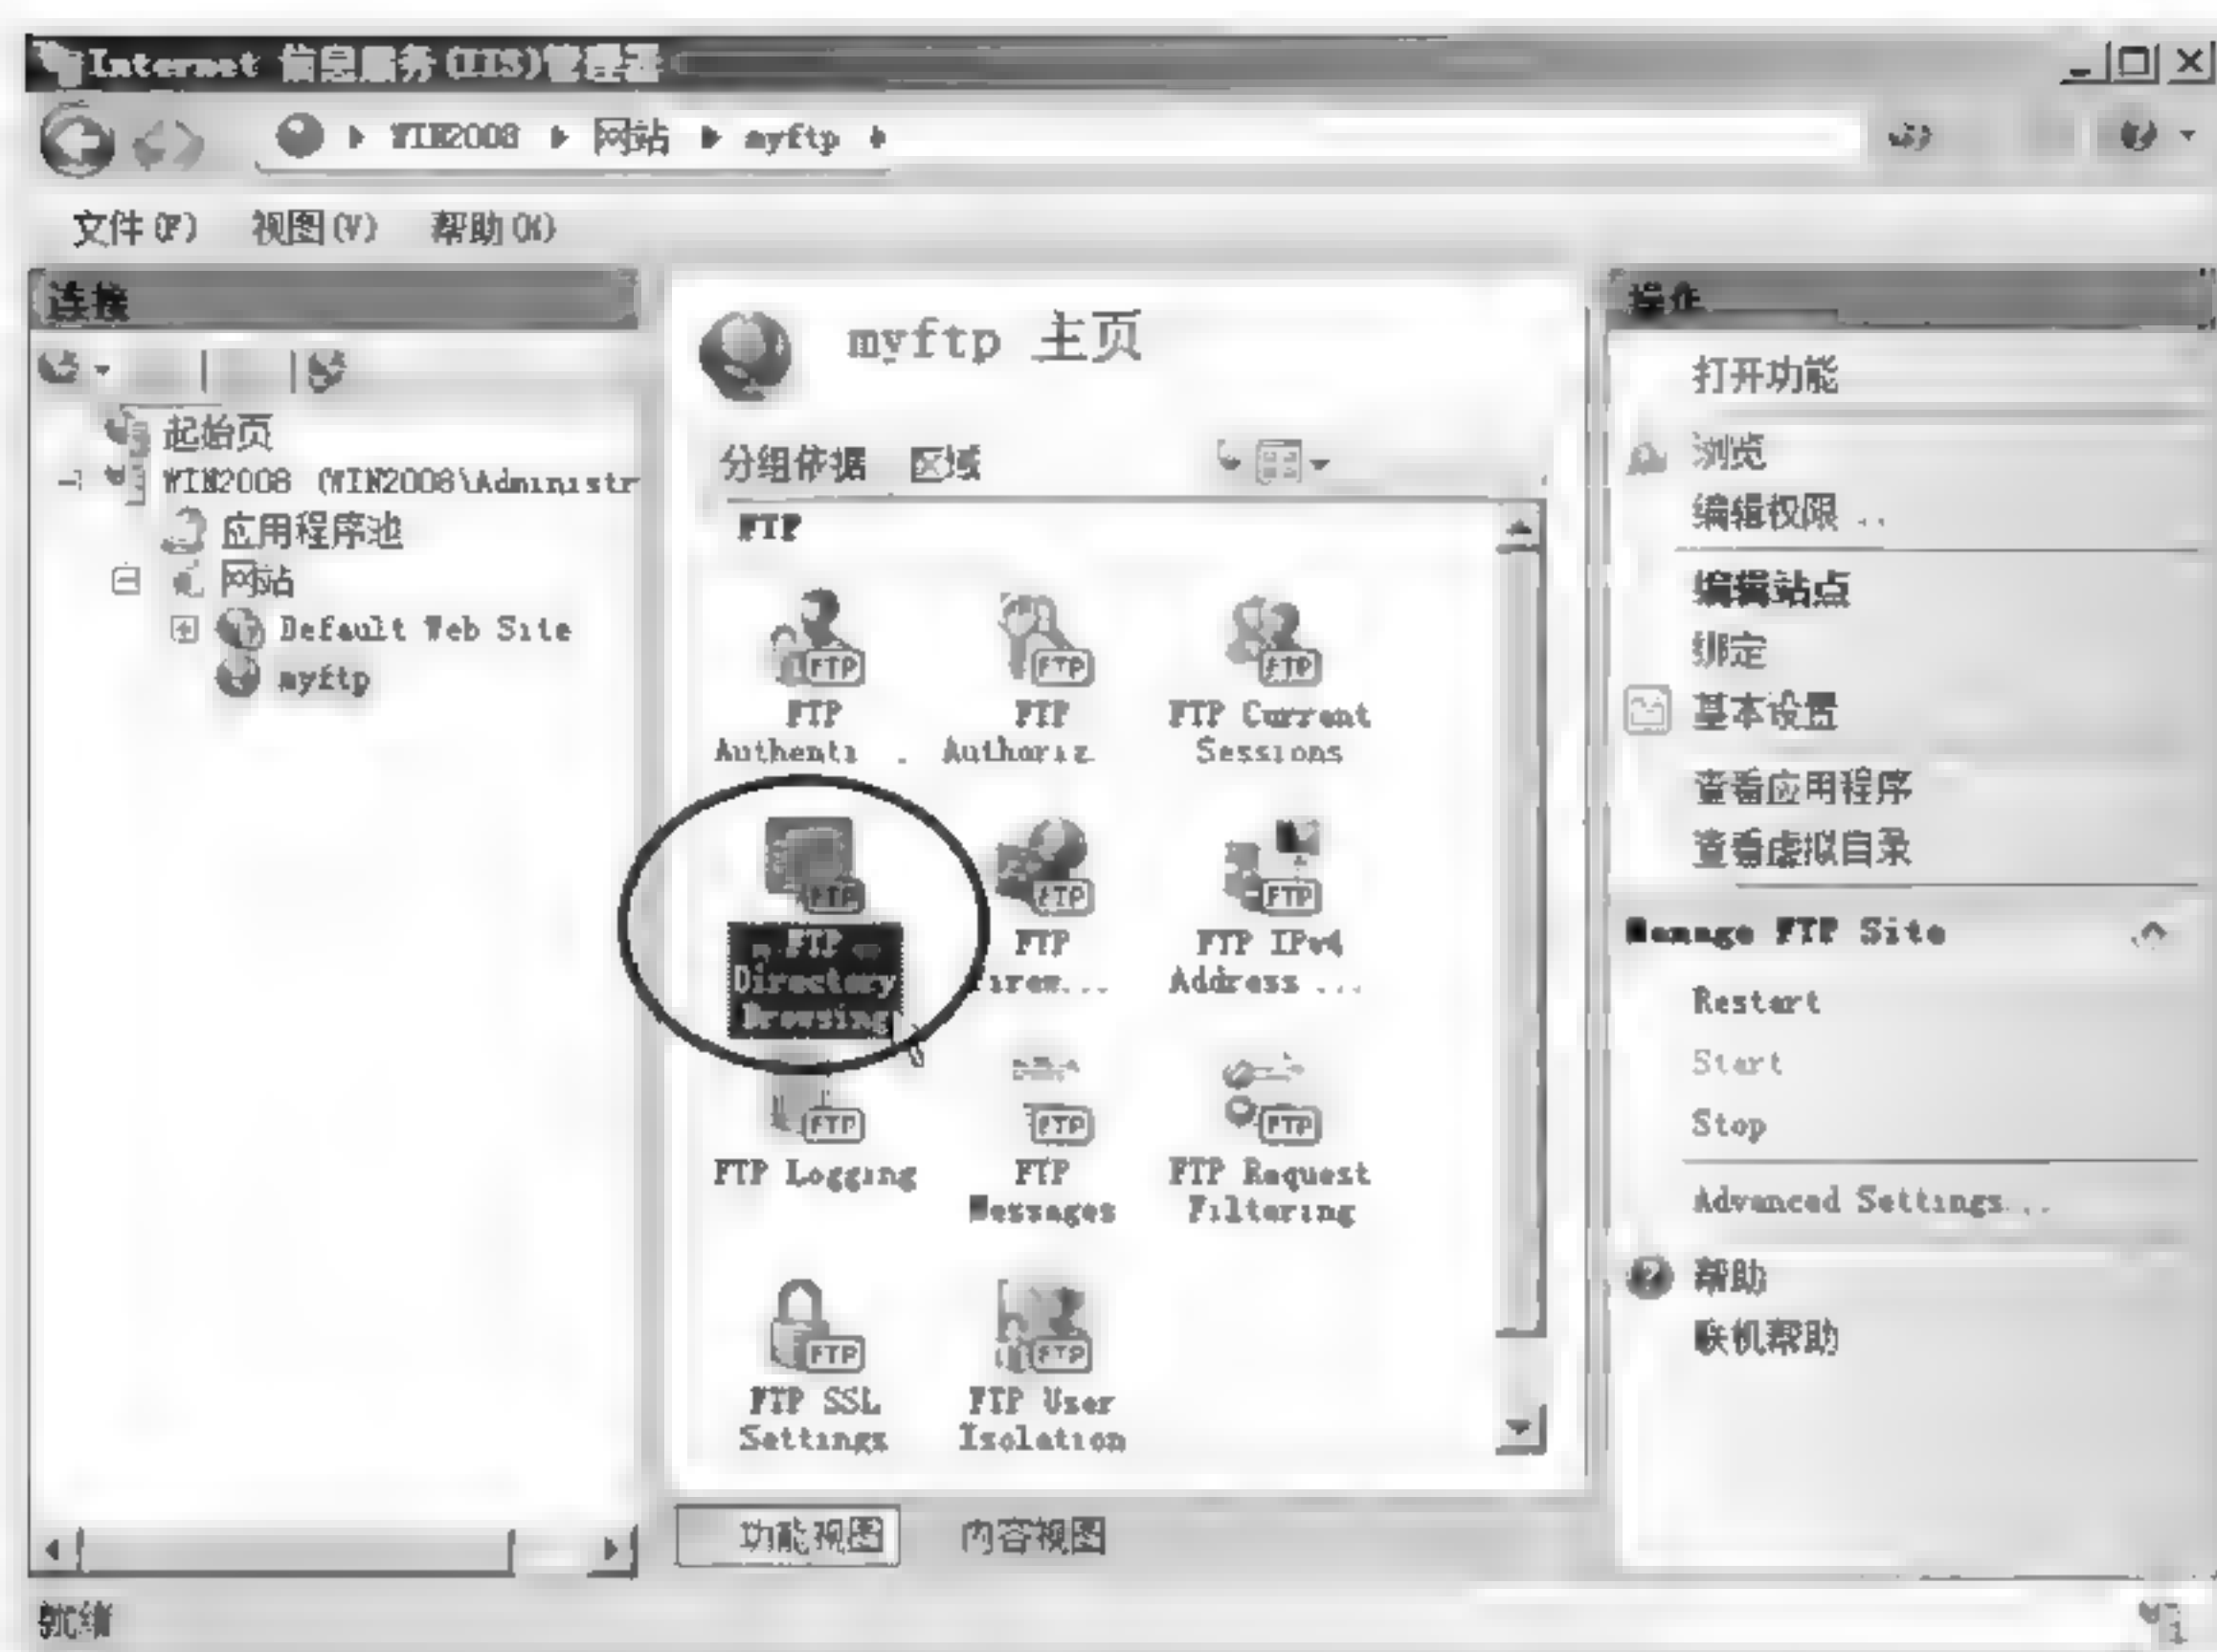 Internet 信息服务(IIS)管理器
WIN2008 网站 myftp
文件(F) 视图(V) 帮助(H)
连接
起始页
WIN2008 (WIN2008\Administr
应用程序池
网站
Default Web Site
myftp
myftp 主页
分组依据 区域
FTP
FTP Authenti .
FTP Authoriz
FTP Current Sessions
FTP Directory Browsing
FTP Firew...
FTP IPv4 Address ...
FTP Logging
FTP Messages
FTP Request Filtering
FTP SSL Settings
FTP User Isolation
功能视图 内容视图
操作
打开功能
浏览
编辑权限 ..
编辑站点
绑定
基本设置
查看应用程序
查看虚拟目录
Manage FTP Site
Restart
Start
Stop
Advanced Settings...
帮助
联机帮助
就绪